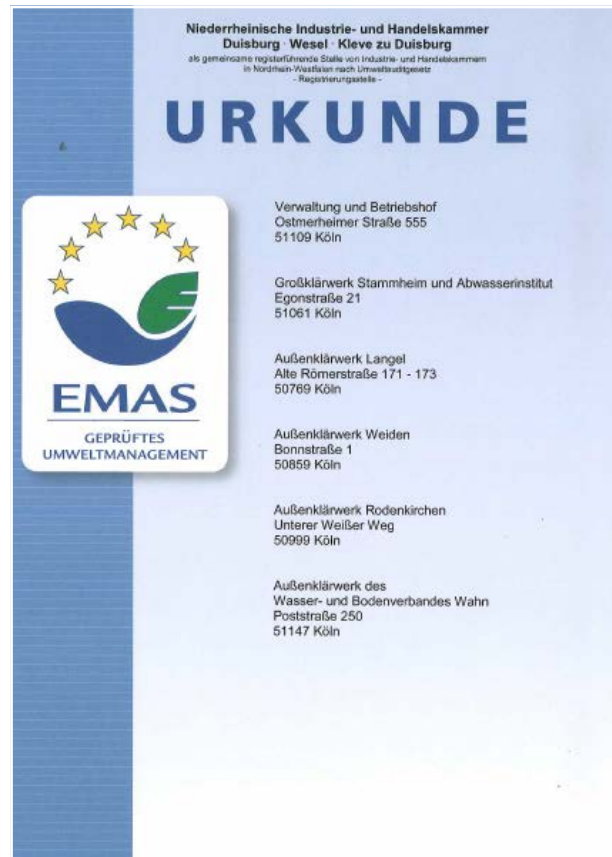 Niederrheinische Industrie- und Handelskammer
Duisburg · Wesel · Kleve zu Duisburg
als gemeinsame registerführende Stelle von Industrie- und Handelskammern
in Nordrhein-Westfalen nach Umweltauditgesetz
- Registrierungsstelle -
URKUNDE
Verwaltung und Betriebshof
Ostmerheimer Straße 555
51109 Köln
Großklärwerk Stammheim und Abwasserinstitut
Egonstraße 21
51061 Köln
Außenklärwerk Langel
Alte Römerstraße 171 - 173
50769 Köln
EMAS
GEPRÜFTES
UMWELTMANAGEMENT
Außenklärwerk Weiden
Bonnstraße 1
50859 Köln
Außenklärwerk Rodenkirchen
Unterer Weißer Weg
50999 Köln
Außenklärwerk des
Wasser- und Bodenverbandes Wahn
Poststraße 250
51147 Köln